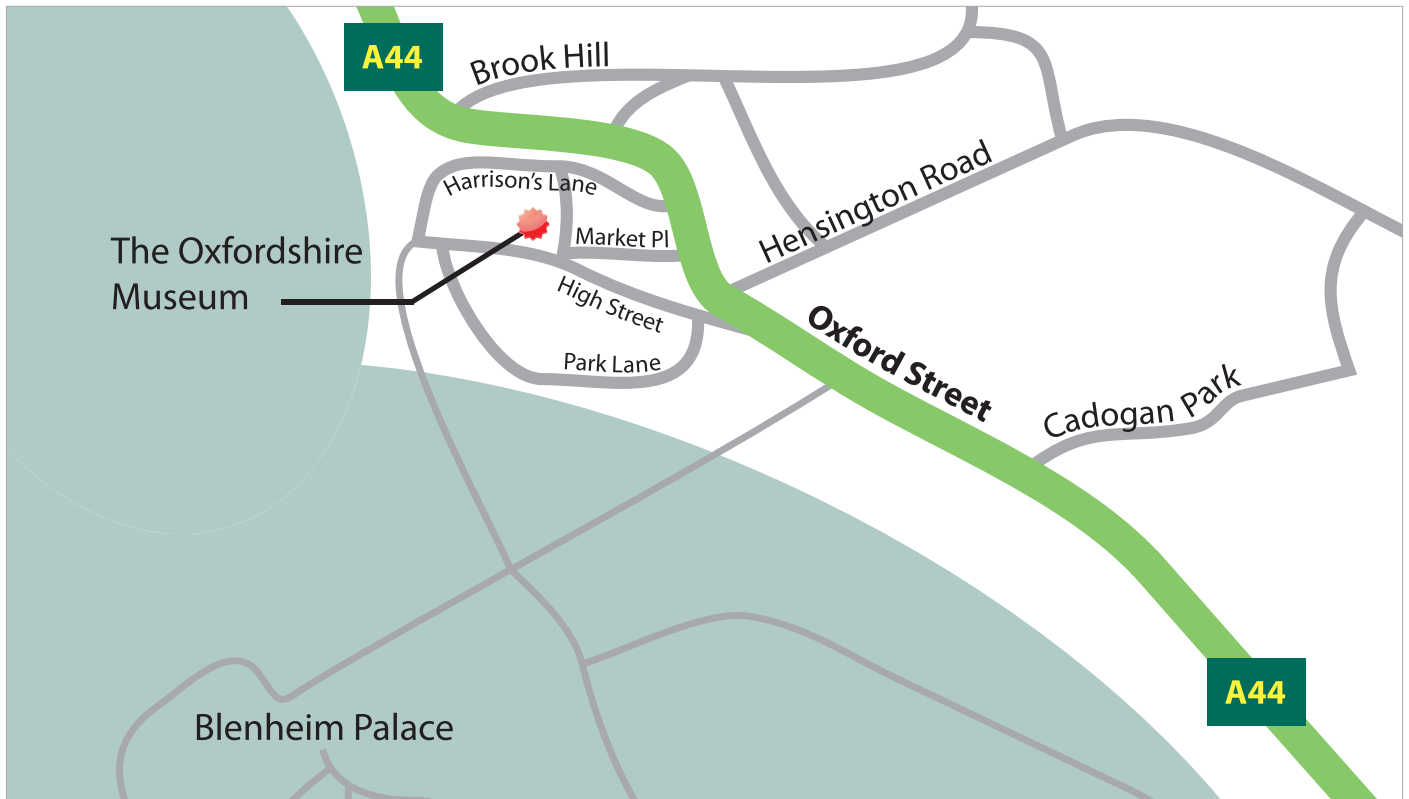 A44
Brook Hill
Harrison's Lane
Hensington Road
Market Pl
The Oxfordshire
Museum
High Street
Oxford Street
Park Lane
Cadogan Park
A44
Blenheim Palace